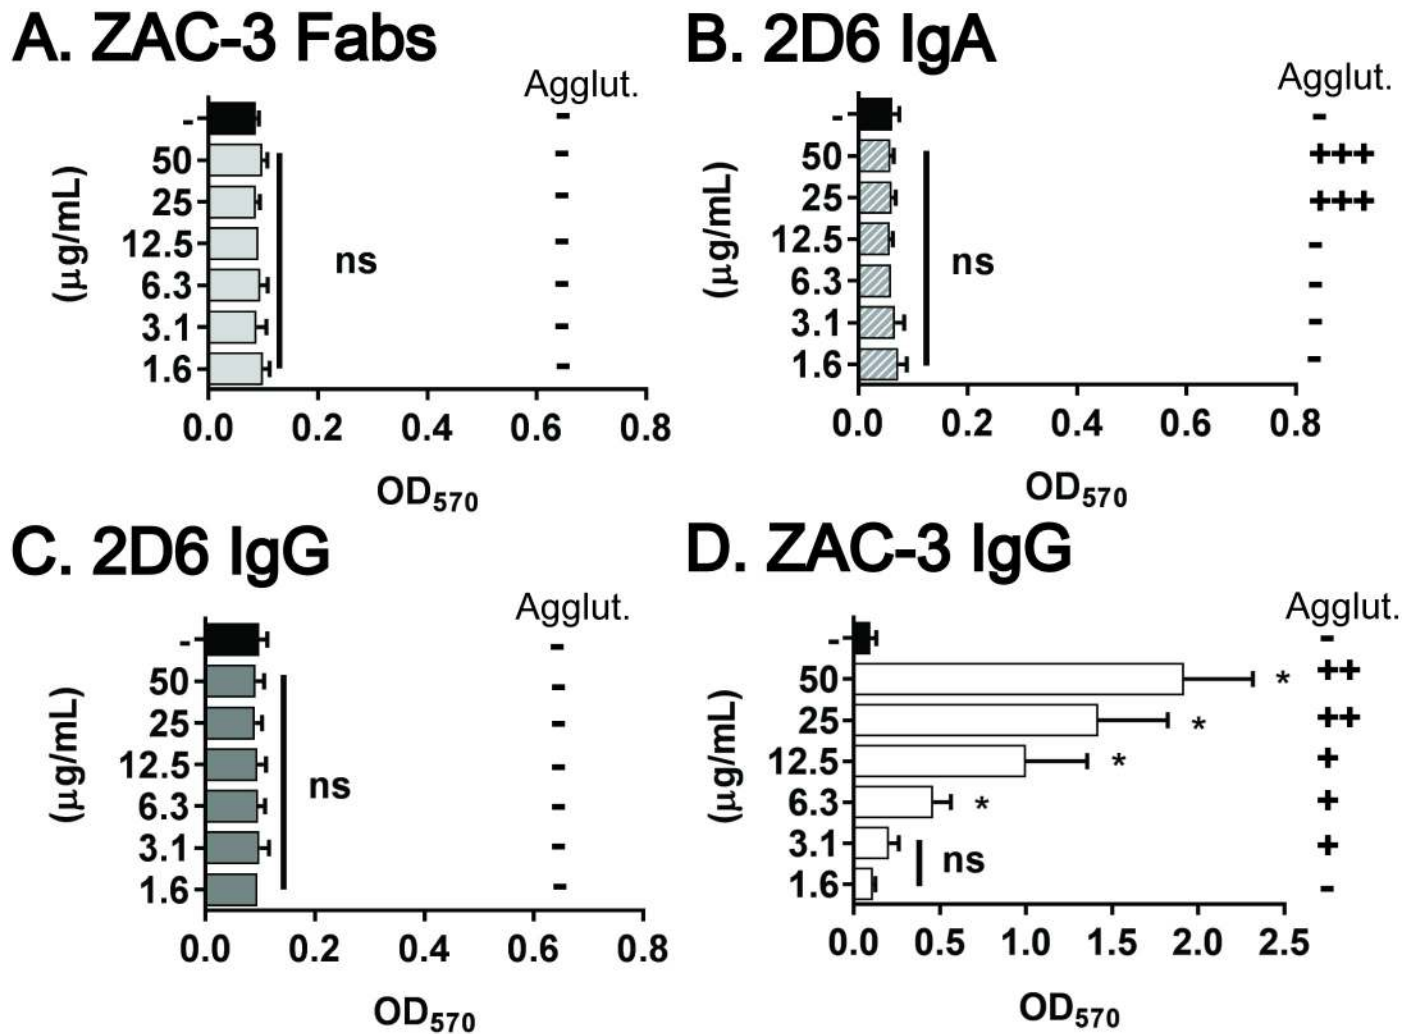 A. ZAC-3 Fabs
Agglut.
- -
50 -
25 -
12.5 -
6.3 -
3.1 -
1.6 -
(μg/mL)
ns
0.0 0.2 0.4 0.6 0.8
OD570
B. 2D6 IgA
Agglut.
- -
50 +++
25 +++
12.5 -
6.3 -
3.1 -
1.6 -
(μg/mL)
ns
0.0 0.2 0.4 0.6 0.8
OD570
C. 2D6 IgG
Agglut.
- -
50 -
25 -
12.5 -
6.3 -
3.1 -
1.6 -
(μg/mL)
ns
0.0 0.2 0.4 0.6 0.8
OD570
D. ZAC-3 IgG
Agglut.
- -
50 * ++
25 * ++
12.5 * +
6.3 * +
3.1 +
1.6 -
(μg/mL)
ns
0.0 0.5 1.0 1.5 2.0 2.5
OD570